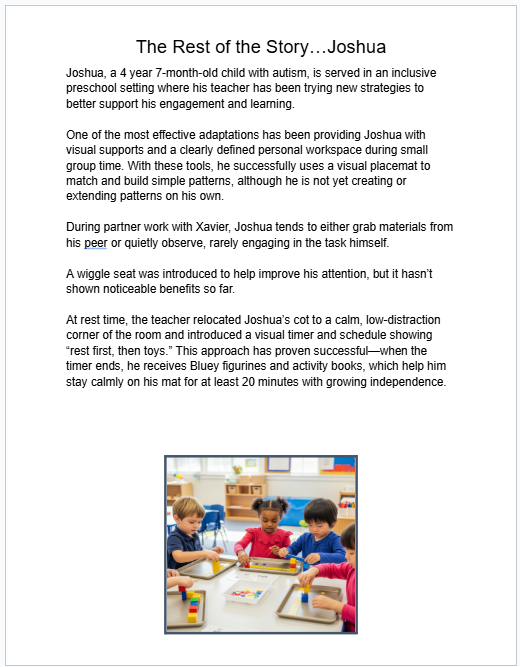 The Rest of the Story…Joshua
Joshua, a 4 year 7-month-old child with autism, is served in an inclusive
preschool setting where his teacher has been trying new strategies to
better support his engagement and learning.
One of the most effective adaptations has been providing Joshua with
visual supports and a clearly defined personal workspace during small
group time. With these tools, he successfully uses a visual placemat to
match and build simple patterns, although he is not yet creating or
extending patterns on his own.
During partner work with Xavier, Joshua tends to either grab materials from
his peer or quietly observe, rarely engaging in the task himself.
A wiggle seat was introduced to help improve his attention, but it hasn’t
shown noticeable benefits so far.
At rest time, the teacher relocated Joshua’s cot to a calm, low-distraction
corner of the room and introduced a visual timer and schedule showing
“rest first, then toys.” This approach has proven successful—when the
timer ends, he receives Bluey figurines and activity books, which help him
stay calmly on his mat for at least 20 minutes with growing independence.